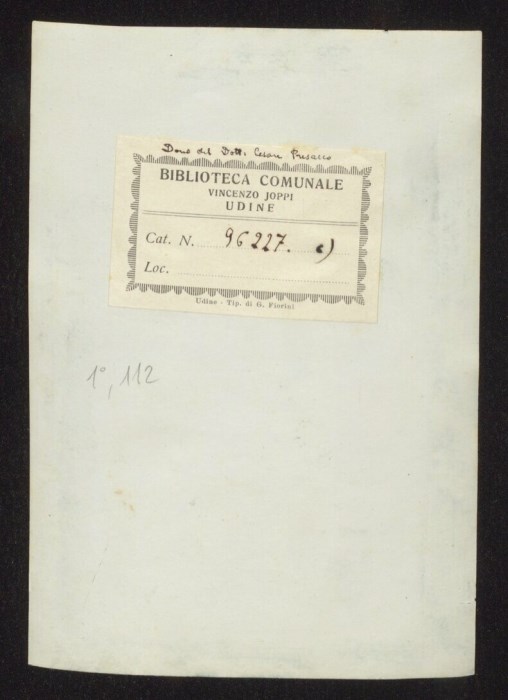 Dono del Dott. Cesare
BIBLIOTECA COMUNALE
VINCENZO JOPPI
UDINE
Cat. N. 96227. c)
Loc.
Udine - Tip. di G. Fiorini
1°, 112